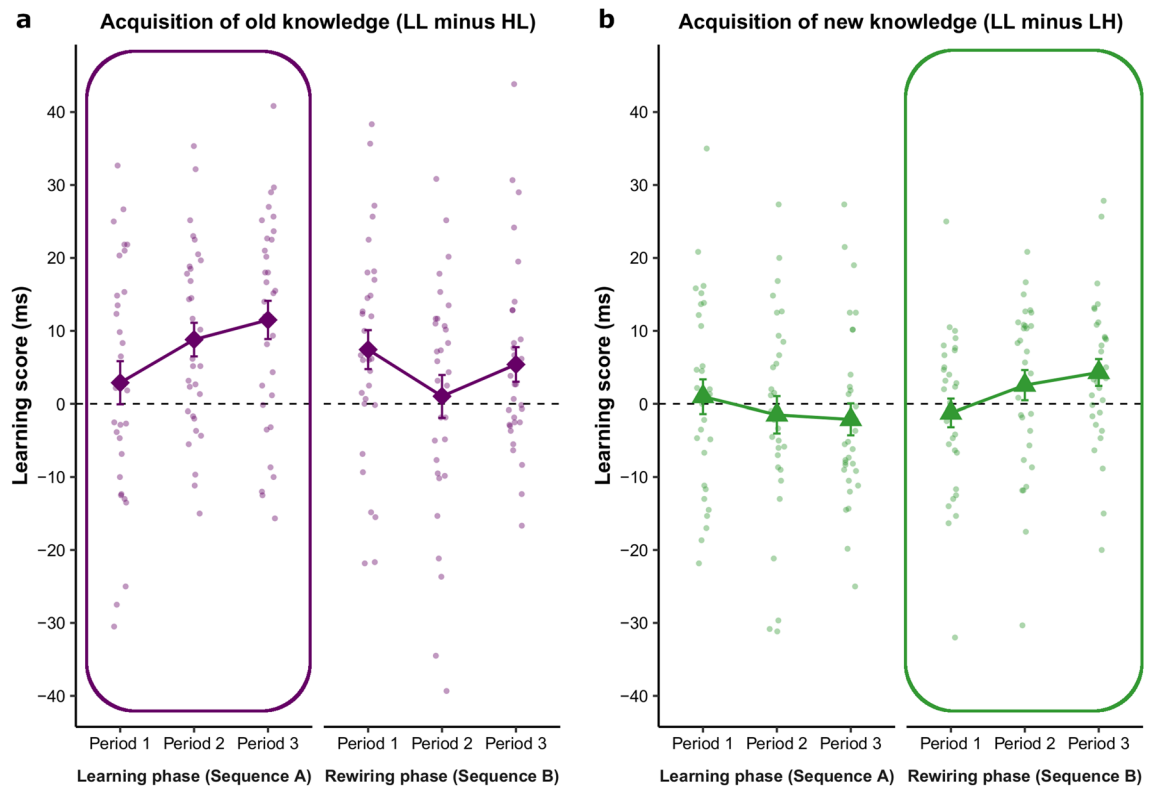 a
Acquisition of old knowledge (LL minus HL)
Learning score (ms)
40
30
20
10
0
−10
−20
−30
−40
Period 1 Period 2 Period 3
Learning phase (Sequence A)
Period 1 Period 2 Period 3
Rewiring phase (Sequence B)
b
Acquisition of new knowledge (LL minus LH)
Learning score (ms)
40
30
20
10
0
−10
−20
−30
−40
Period 1 Period 2 Period 3
Learning phase (Sequence A)
Period 1 Period 2 Period 3
Rewiring phase (Sequence B)